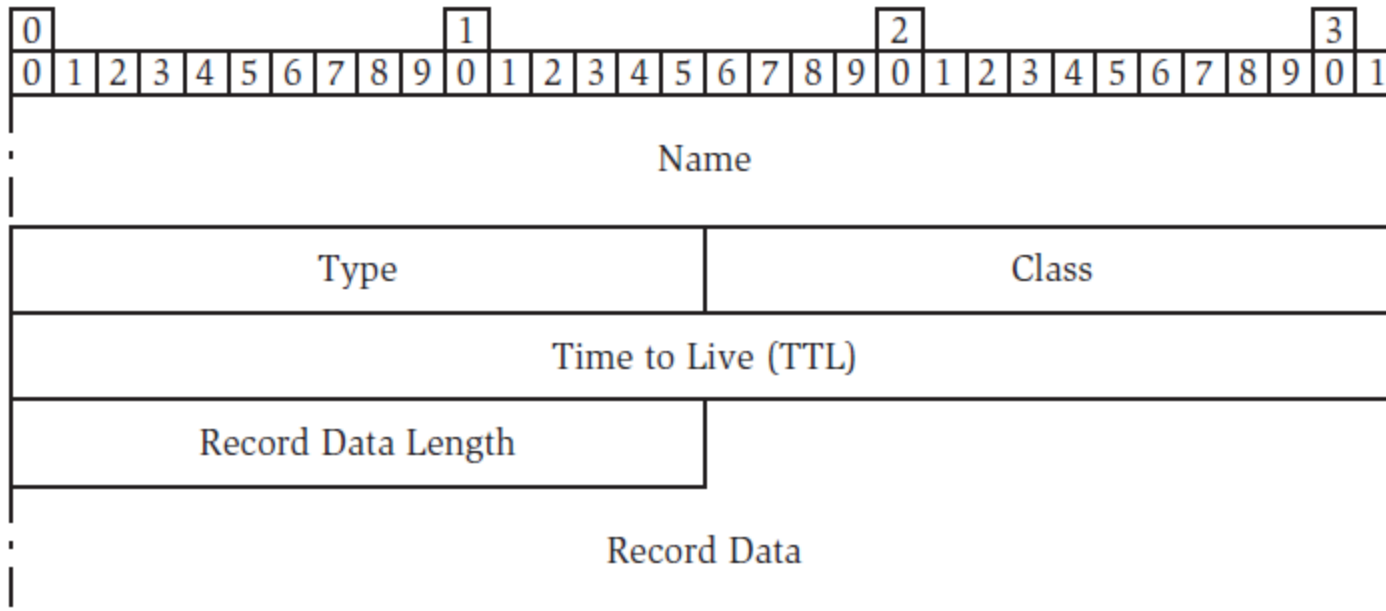 0 1 2 3
0 1 2 3 4 5 6 7 8 9 0 1 2 3 4 5 6 7 8 9 0 1 2 3 4 5 6 7 8 9 0 1
Name
Type Class
Time to Live (TTL)
Record Data Length
Record Data